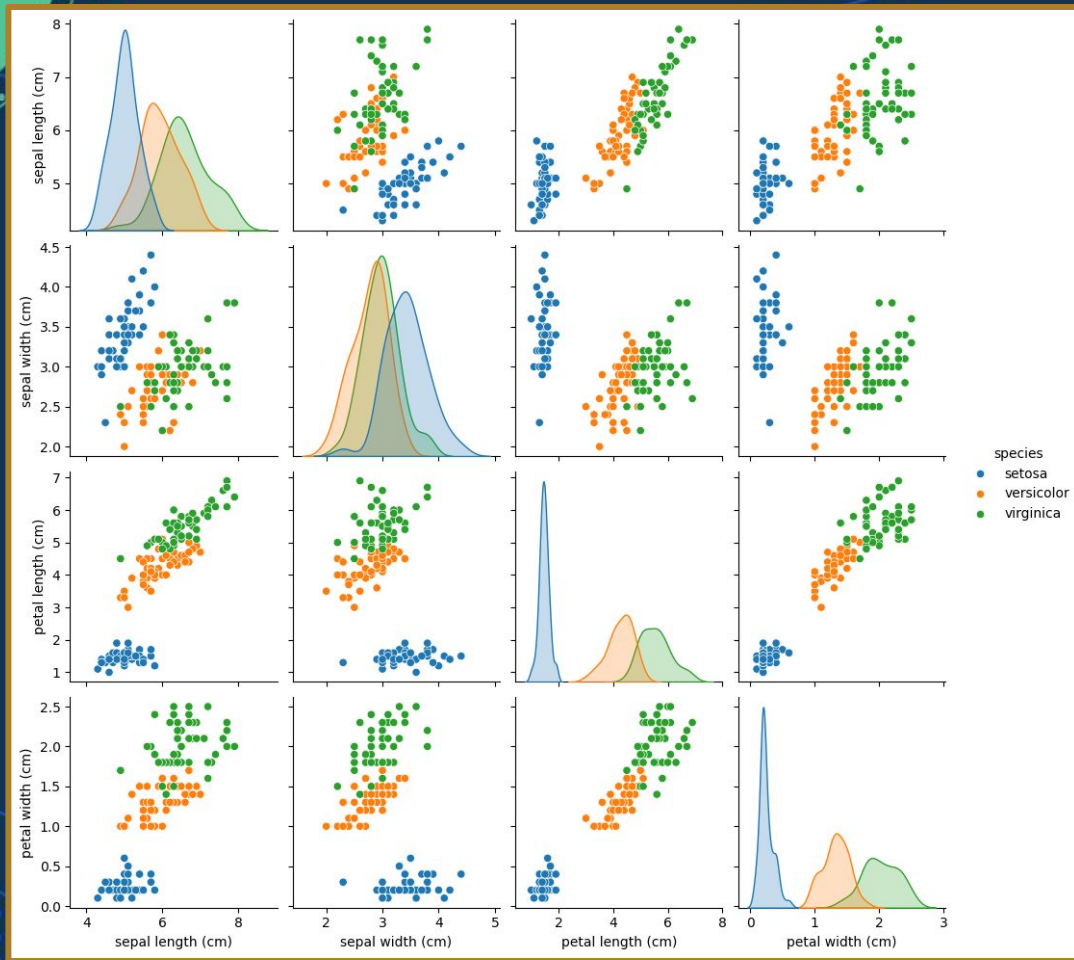 8
7
6
5
sepal length (cm)
4.5
4.0
3.5
3.0
2.5
2.0
sepal width (cm)
species
setosa
versicolor
virginica
7
6
5
4
3
2
1
petal length (cm)
2.5
2.0
1.5
1.0
0.5
0.0
petal width (cm)
4 6 8 2 3 4 5 2 4 6 8 0 1 2 3
sepal length (cm) sepal width (cm) petal length (cm) petal width (cm)